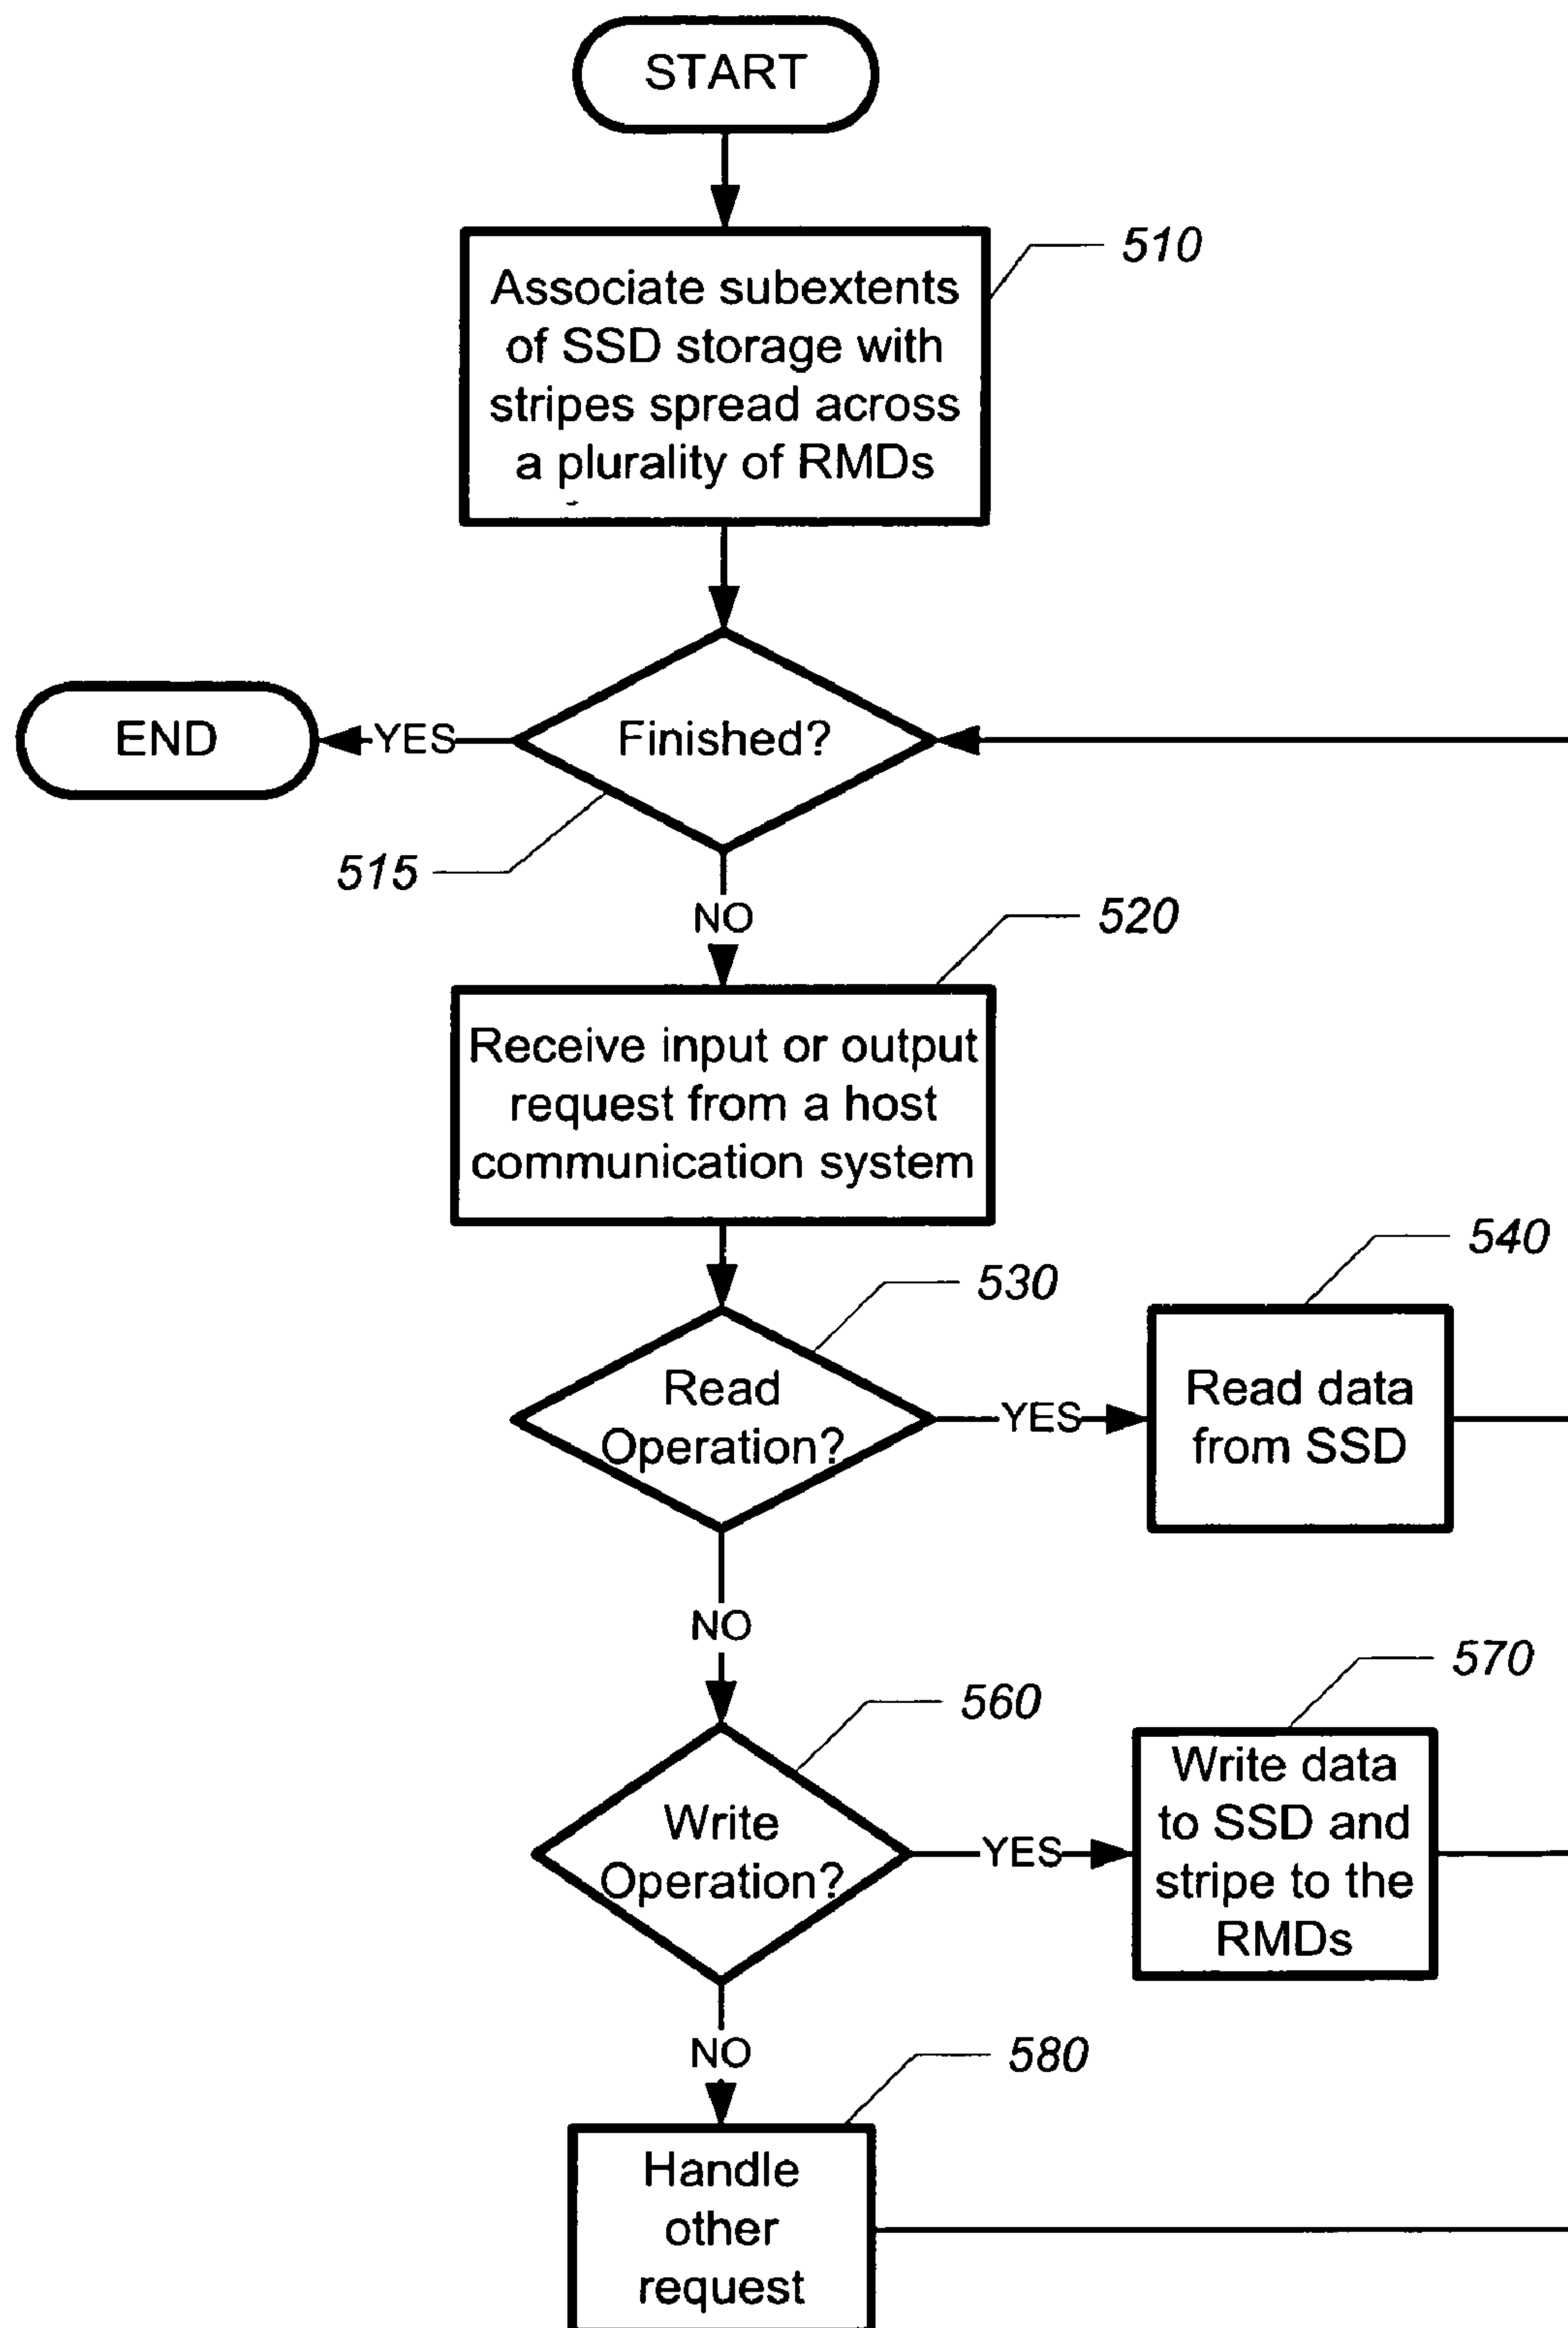 START
510
Associate subextents
of SSD storage with
stripes spread across
a plurality of RMDs
Finished?
YES
END
515
NO
520
Receive input or output
request from a host
communication system
530
540
Read
Operation?
YES
Read data
from SSD
NO
560
570
Write
Operation?
YES
Write data
to SSD and
stripe to the
RMDs
NO
580
Handle
other
request